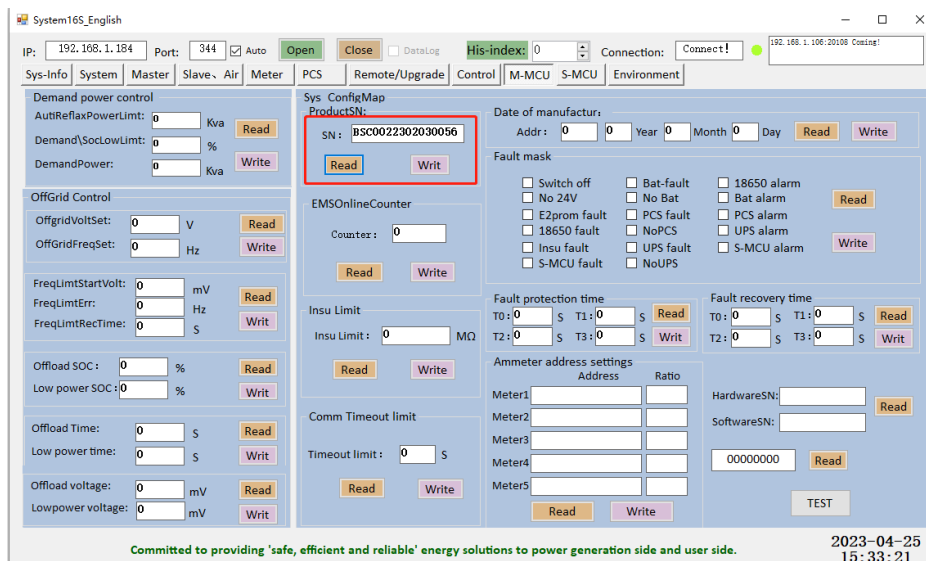 System16S_English
IP: 192.168.1.184 Port: 344 Auto Open Close DataLog His-index: 0 Connection: Connect! 192.168.1.106:20108 Coming!
Sys-Info System Master Slave、Air Meter PCS Remote/Upgrade Control M-MCU S-MCU Environment
Demand power control
AutiReflaxPowerLimt: 0 Kva Read
Demand\SocLowLimt: 0 %
DemandPower: 0 Kva Write
OffGrid Control
OffgridVoltSet: 0 V Read
OffGridFreqSet: 0 Hz Write
FreqLimtStartVolt: 0 mV Read
FreqLimtErr: 0 Hz
FreqLimtRecTime: 0 S Writ
Offload SOC: 0 % Read
Low power SOC: 0 % Writ
Offload Time: 0 S Read
Low power time: 0 S Writ
Offload voltage: 0 mV Read
Lowpower voltage: 0 mV Writ
Sys_ConfigMap
ProductSN:
SN: BSC0022302030056
Read Writ
EMSOnlineCounter
Counter: 0
Read Write
Insu Limit
Insu Limit: 0 MΩ
Read Write
Comm Timeout limit
Timeout limit: 0 S
Read Write
Date of manufactur:
Addr: 0 0 Year 0 Month 0 Day Read Write
Fault mask
Switch off Bat-fault 18650 alarm
No 24V No Bat Bat alarm Read
E2prom fault PCS fault PCS alarm
18650 fault NoPCS UPS alarm
Insu fault UPS fault S-MCU alarm Write
S-MCU fault NoUPS
Fault protection time
T0: 0 S T1: 0 S Read
T2: 0 S T3: 0 S Writ
Fault recovery time
T0: 0 S T1: 0 S Read
T2: 0 S T3: 0 S Writ
Ammeter address settings
Address Ratio
Meter1
Meter2
Meter3
Meter4
Meter5
Read Write
HardwareSN: Read
SoftwareSN:
00000000 Read
TEST
Committed to providing 'safe, efficient and reliable' energy solutions to power generation side and user side.
2023-04-25
15:33:21